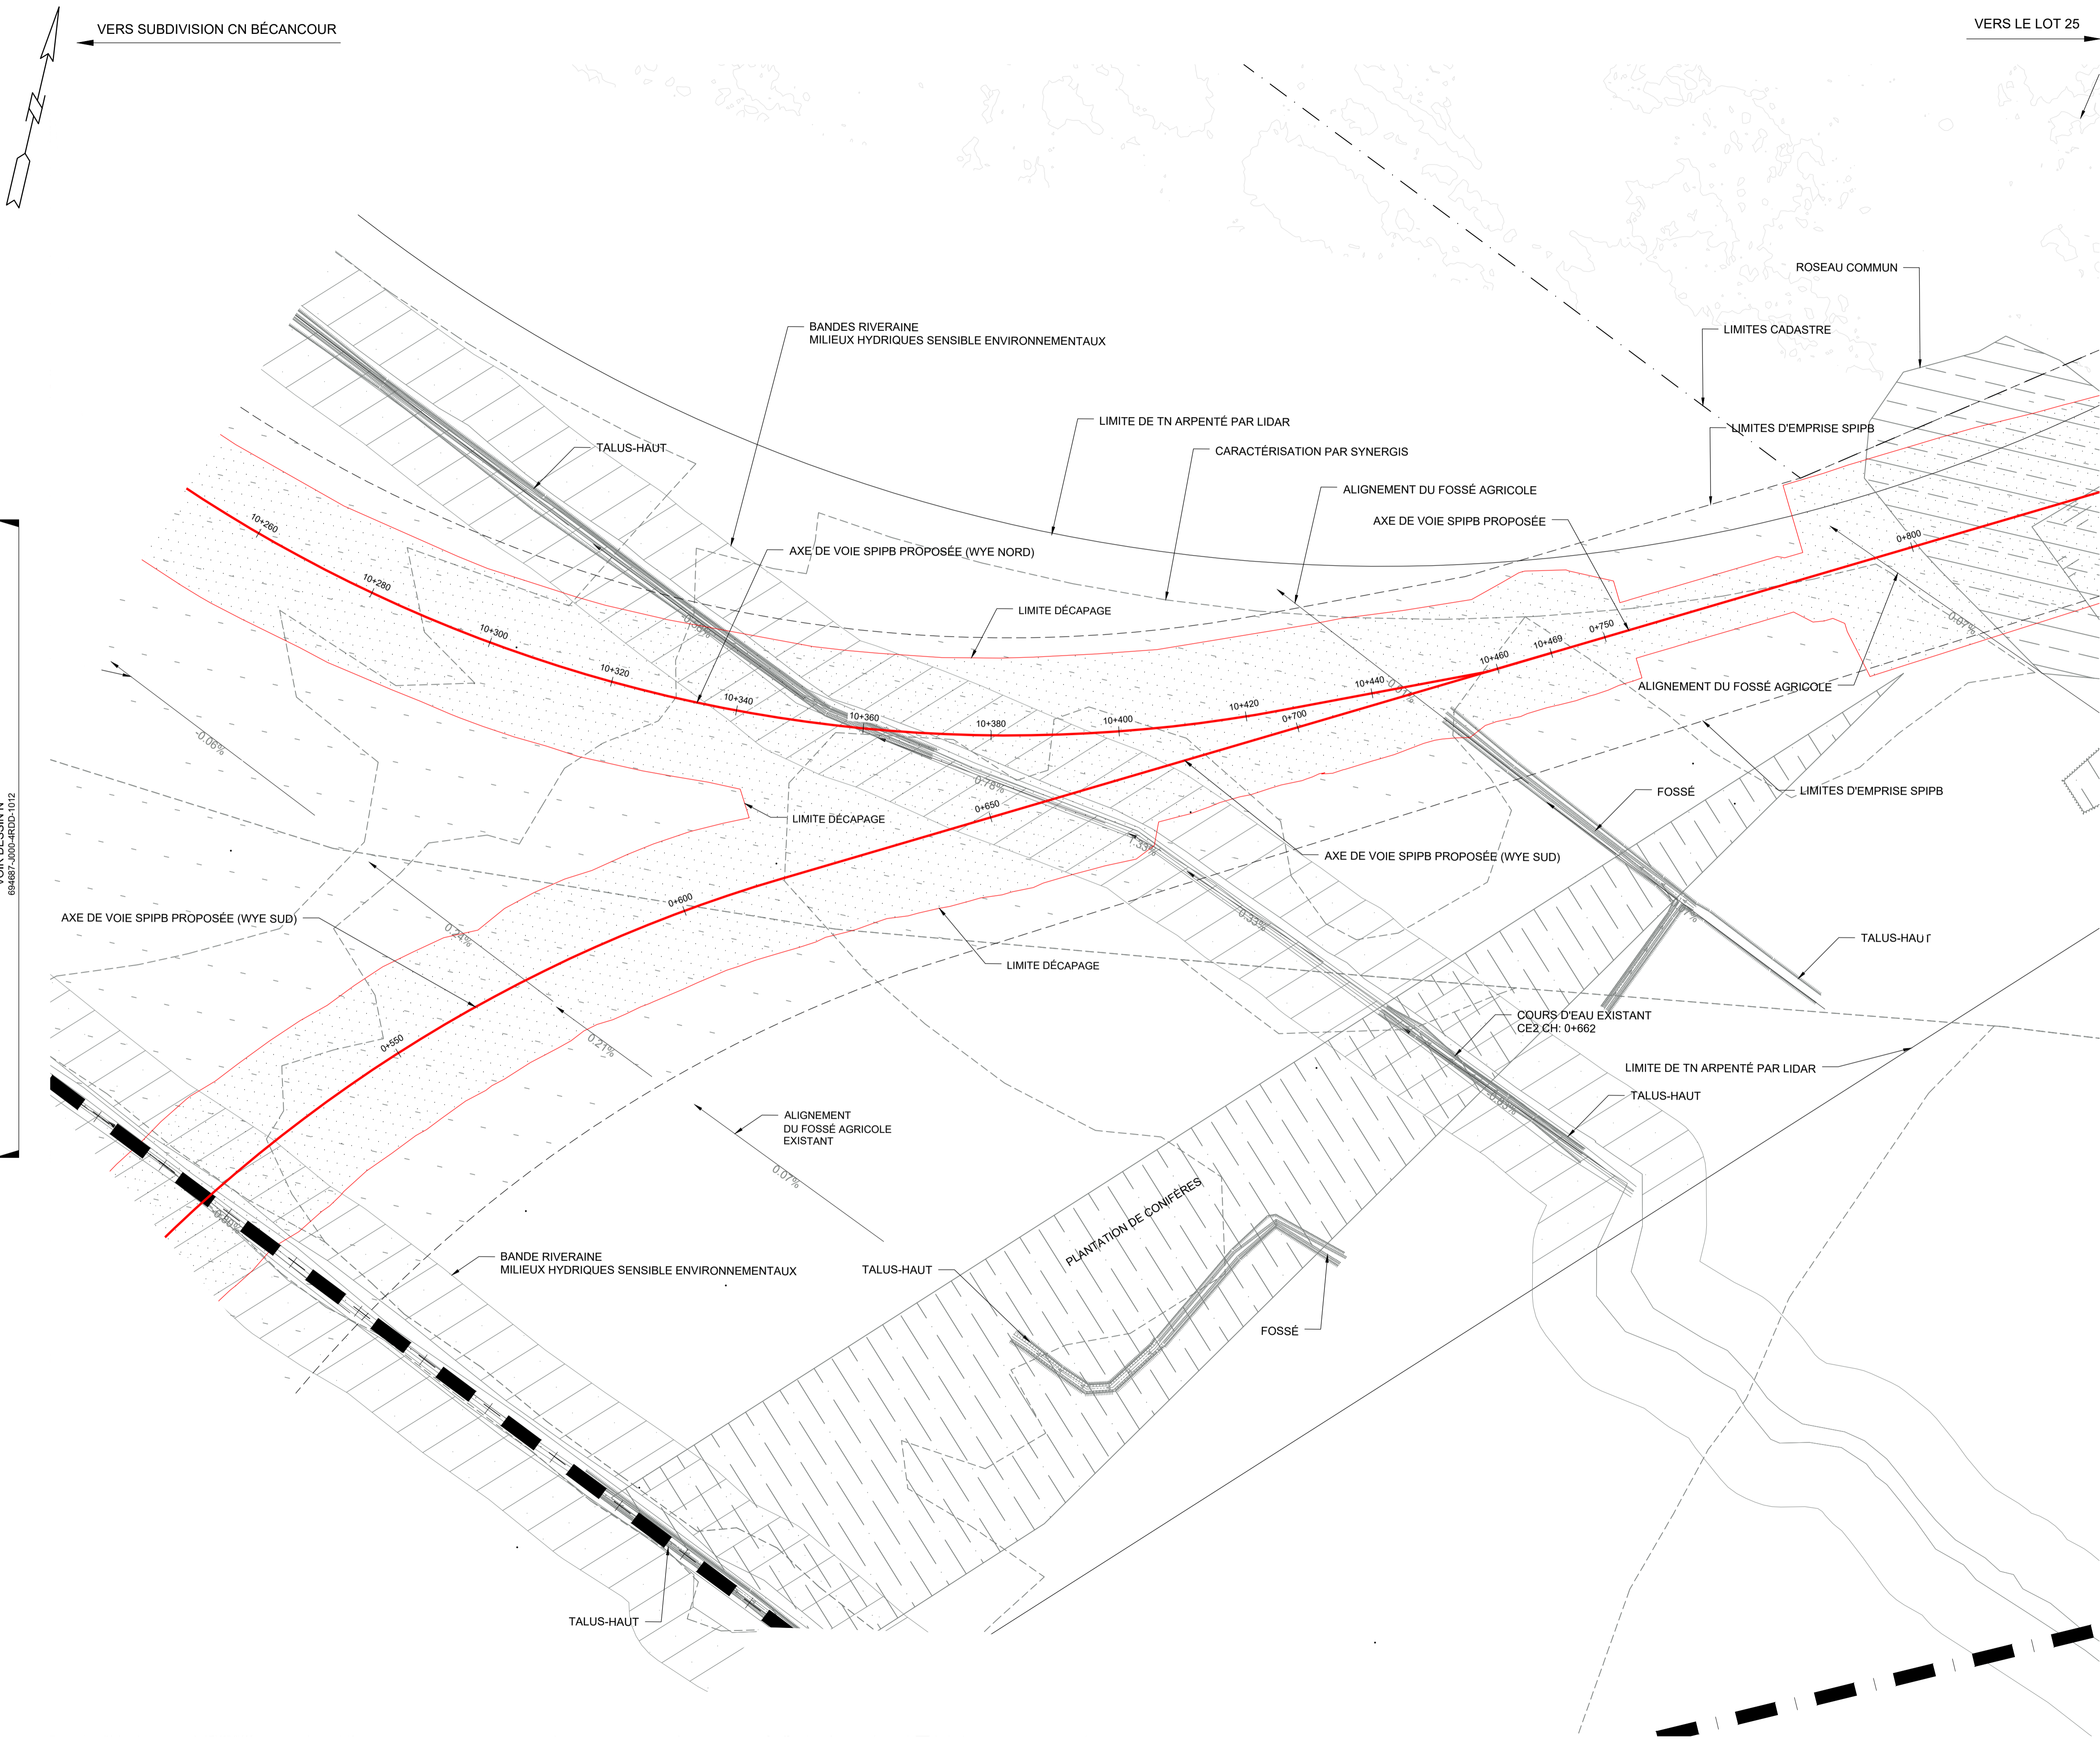 VERS SUBDIVISION CN BÉCANCOUR
VERS LE LOT 25
ROSEAU COMMUN
BANDES RIVERAINE
MILIEUX HYDRIQUES SENSIBLE ENVIRONNEMENTAUX
LIMITES CADASTRE
LIMITE DE TN ARPENTÉ PAR LIDAR
LIMITES D'EMPRISE SPIPB
TALUS-HAUT
CARACTÉRISATION PAR SYNERGIS
ALIGNEMENT DU FOSSÉ AGRICOLE
AXE DE VOIE SPIPB PROPOSÉE
10+260
0+800
AXE DE VOIE SPIPB PROPOSÉE (WYE NORD)
10+280
LIMITE DÉCAPAGE
10+300
0+750
10+469
10+460
0.07%
10+320
10+440
ALIGNEMENT DU FOSSÉ AGRICOLE
10+340
10+360
10+380
10+400
10+420
0+700
-0.06%
0.78%
FOSSÉ
LIMITES D'EMPRISE SPIPB
694687-J000-4RDD-1012
0+650
LIMITE DÉCAPAGE
1.33%
AXE DE VOIE SPIPB PROPOSÉE (WYE SUD)
0+600
AXE DE VOIE SPIPB PROPOSÉE (WYE SUD)
0.24%
0.33%
TALUS-HAUT
LIMITE DÉCAPAGE
COURS D'EAU EXISTANT
CE2 CH: 0+662
0+550
0.21%
LIMITE DE TN ARPENTÉ PAR LIDAR
TALUS-HAUT
ALIGNEMENT
DU FOSSÉ AGRICOLE
EXISTANT
0.07%
PLANTATION DE CONIFÈRES
BANDE RIVERAINE
MILIEUX HYDRIQUES SENSIBLE ENVIRONNEMENTAUX
TALUS-HAUT
FOSSÉ
TALUS-HAUT